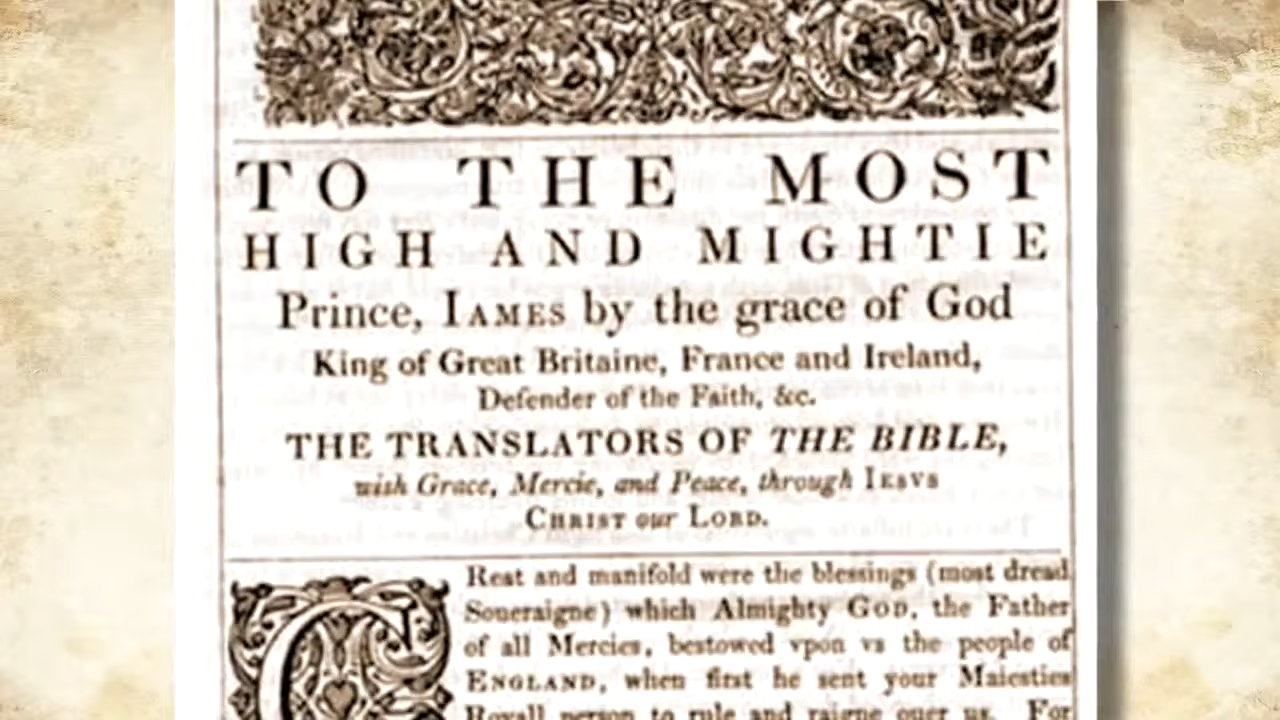 TO THE MOST
HIGH AND MIGHTIE
Prince, IAMES by the grace of God
King of Great Britaine, France and Ireland,
Defender of the Faith, &c.
THE TRANSLATORS OF THE BIBLE,
wish Grace, Mercie, and Peace, through IESVS
CHRIST our LORD.
GReat and manifold were the blessings (most dread
Soueraigne) which Almighty GOD, the Father
of all Mercies, bestowed vpon vs the people of
ENGLAND, when first he sent your Maiesties
Royall person to rule and raigne ouer us. For